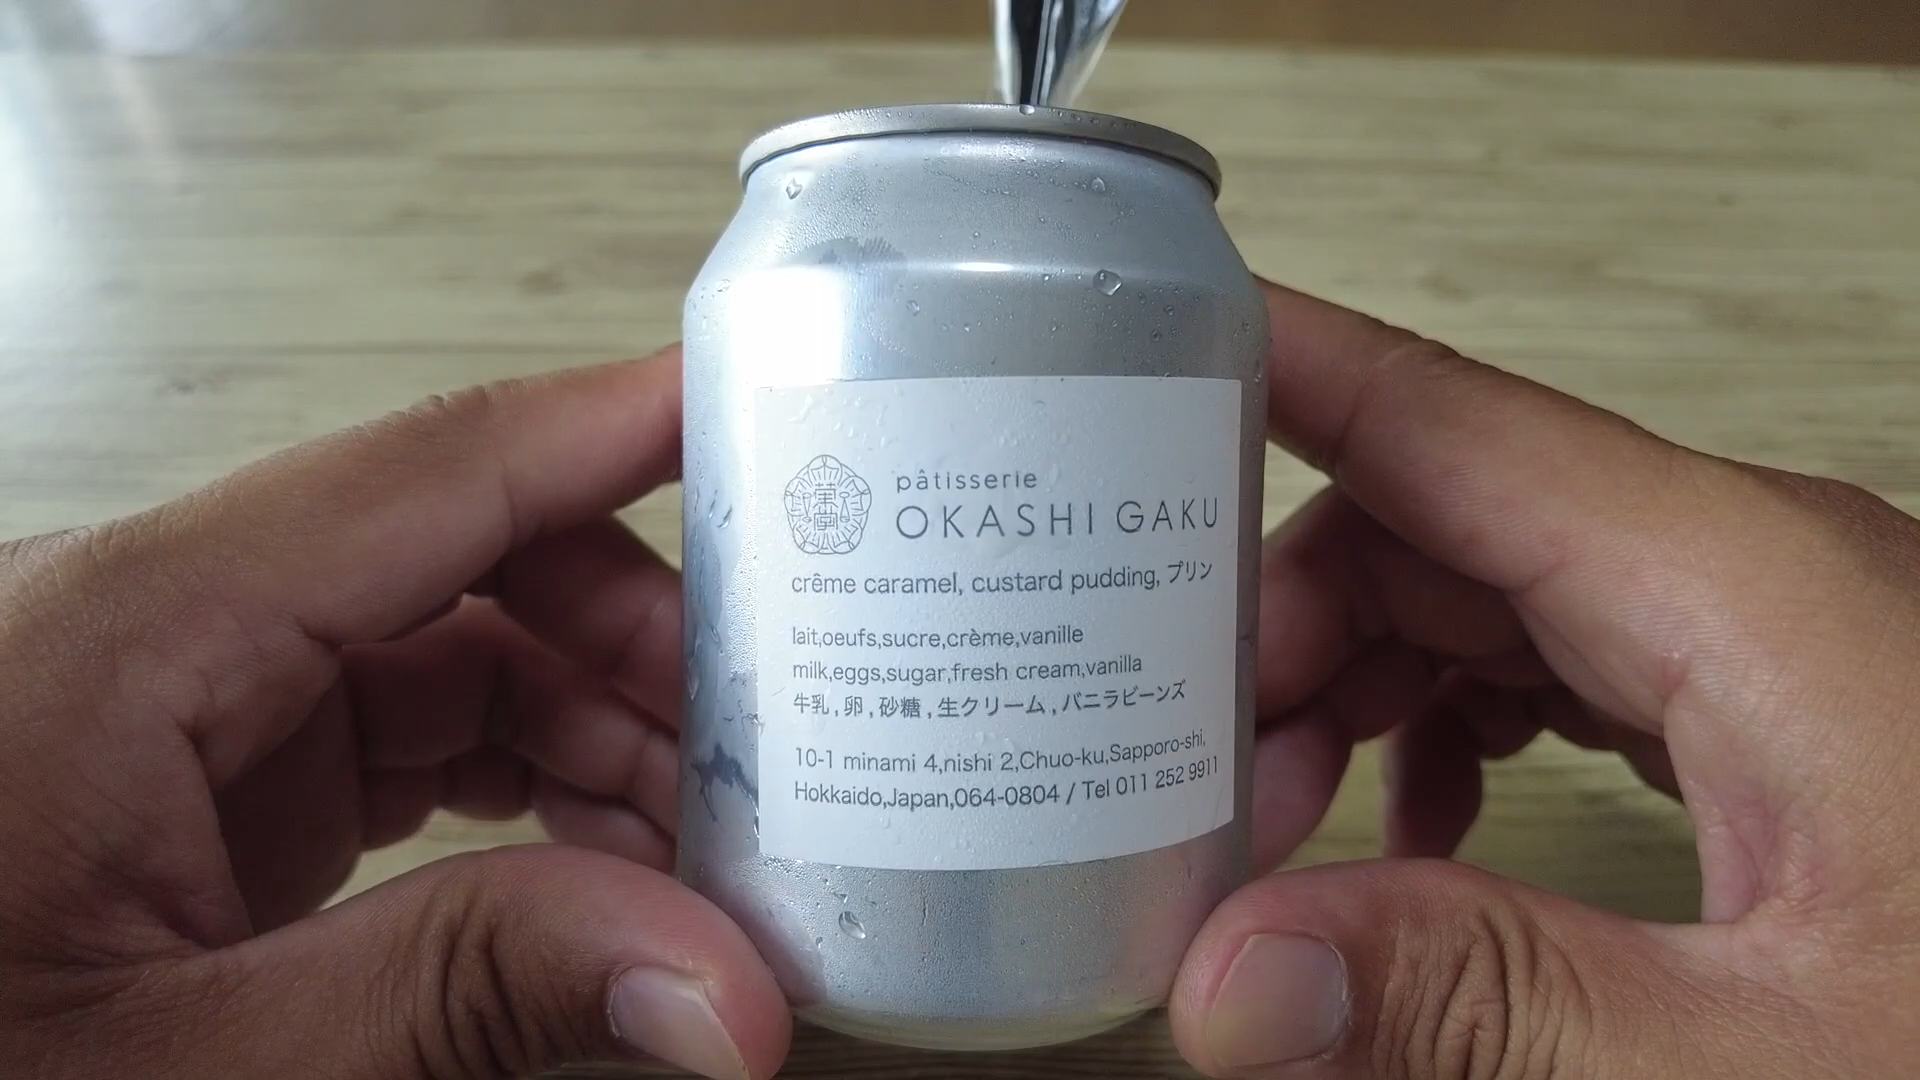 pâtisserie
OKASHI GAKU
crême caramel, custard pudding, プリン
lait,oeufs,sucre,crème,vanille
milk,eggs,sugar,fresh cream,vanilla
牛乳,卵,砂糖,生クリーム,バニラビーンズ
10-1 minami 4,nishi 2,Chuo-ku,Sapporo-shi,
Hokkaido,Japan,064-0804 / Tel 011 252 9911